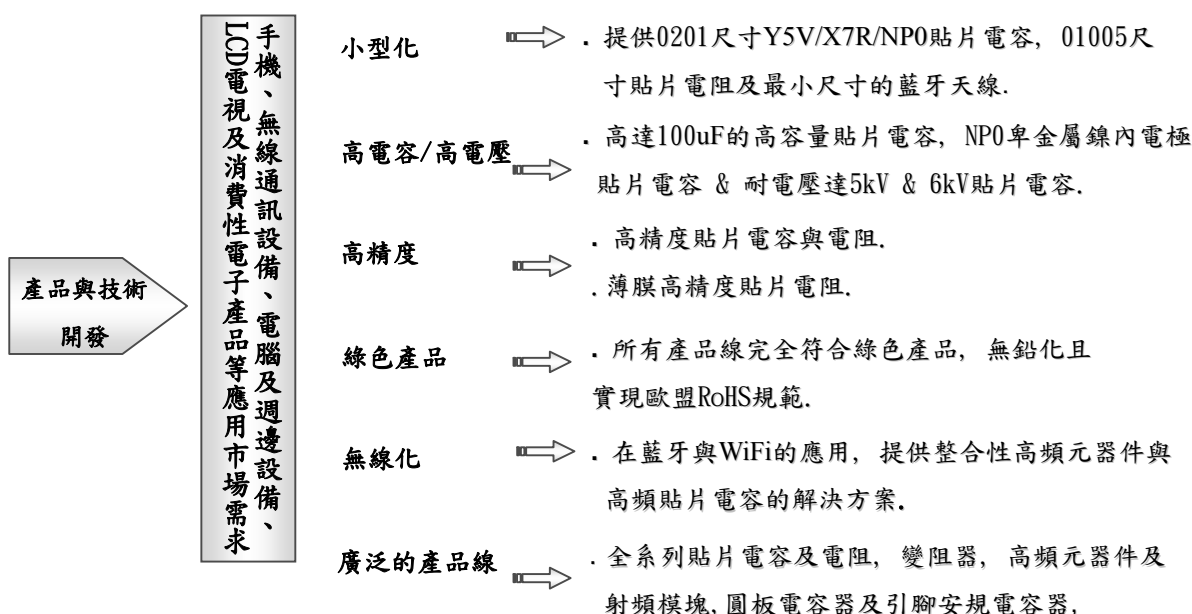 產品與技術
開發
手機、無線通訊設備、電腦及週邊設備、
LCD電視及消費性電子產品等應用市場需求
小型化
. 提供0201尺寸Y5V/X7R/NP0貼片電容, 01005尺
寸貼片電阻及最小尺寸的藍牙天線.
高電容/高電壓
. 高達100uF的高容量貼片電容, NP0卑金屬鎳內電極
貼片電容 & 耐電壓達5kV & 6kV貼片電容.
高精度
. 高精度貼片電容與電阻.
. 薄膜高精度貼片電阻.
綠色產品
. 所有產品線完全符合綠色產品, 無鉛化且
實現歐盟RoHS規範.
無線化
. 在藍牙與WiFi的應用, 提供整合性高頻元器件與
高頻貼片電容的解決方案.
廣泛的產品線
. 全系列貼片電容及電阻, 變阻器, 高頻元器件及
射頻模塊,圓板電容器及引腳安規電容器,